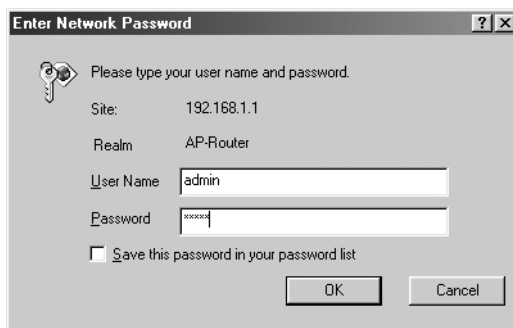 Enter Network Password
Please type your user name and password.
Site: 192.168.1.1
Realm AP-Router
User Name admin
Password xxxxx
Save this password in your password list
OK Cancel